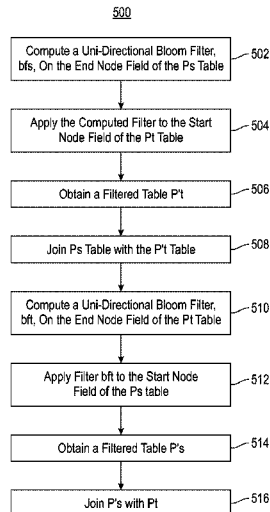 500
Compute a Uni-Directional Bloom Filter,
bfs, On the End Node Field of the Ps Table
502
Apply the Computed Filter to the Start
Node Field of the Pt Table
504
Obtain a Filtered Table P't
506
Join Ps Table with the P't Table
508
Compute a Uni-Directional Bloom Filter,
bft, On the End Node Field of the Pt Table
510
Apply Filter bft to the Start Node
Field of the Ps table
512
Obtain a Filtered Table P's
514
Join P's with Pt
516